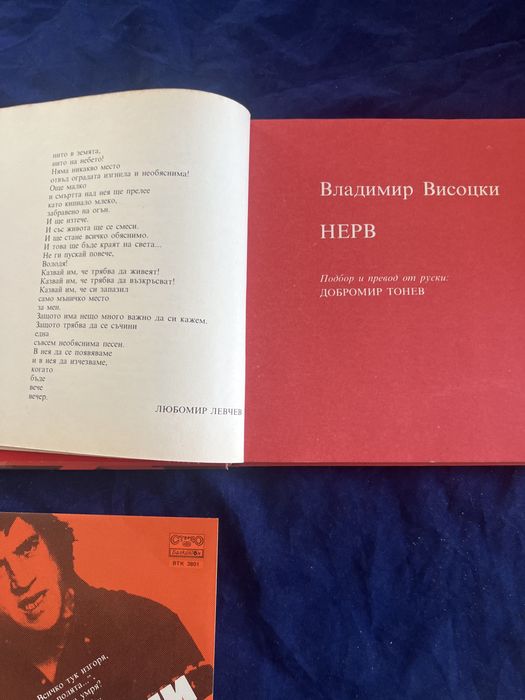 нито в земята,
нито на небето!
Няма никакво място
отвъд оградата изгнила и необяснима!
Още малко
и смъртта над нея ще прелее
като кипнало мляко,
забравено на огън.
И ще изтече.
И със живота ще се смеси.
И ще стане всичко обяснимо.
И това ще бъде краят на света...
Не ги пускай повече,
Володя!
Казвай им, че трябва да живеят!
Казвай им, че трябва да възкръсват!
Казвай им, че си запазил
само мъничко място
за мен.
Защото има нещо много важно да си кажем.
Защото трябва да се съчини
една
съвсем необяснима песен.
В нея да се появяваме
и в нея да изчезваме,
когато
бъде
вече
вечер.
ЛЮБОМИР ЛЕВЧЕВ
Владимир Висоцки
НЕРВ
Подбор и превод от руски:
ДОБРОМИР ТОНЕВ
СТЕРЕО
Балкантон
ВТК 3801
Всичко тук изгоря,
полята..."
умря?